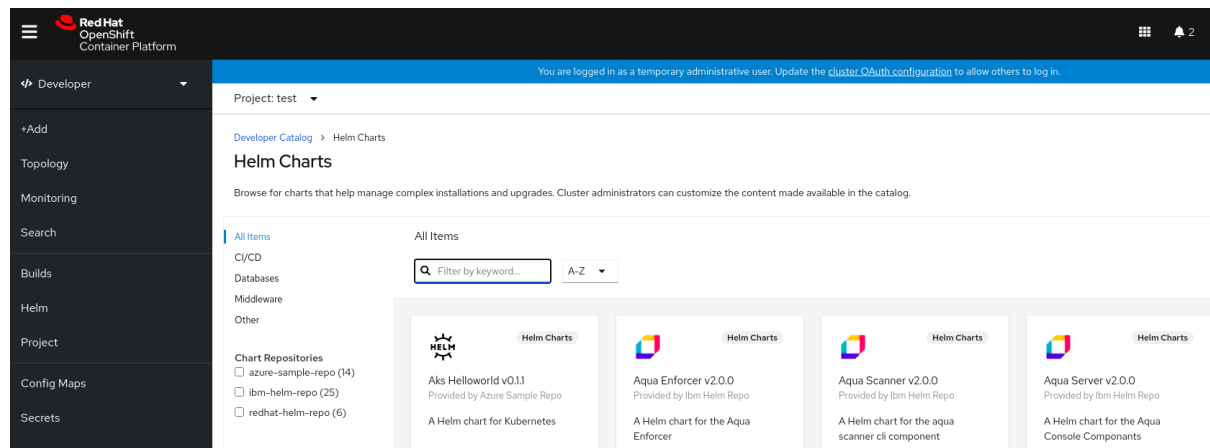 Red Hat
OpenShift
Container Platform
2
Developer
You are logged in as a temporary administrative user. Update the cluster OAuth configuration to allow others to log in.
Project: test
+Add
Topology
Monitoring
Search
Builds
Helm
Project
Config Maps
Secrets
Developer Catalog > Helm Charts
Helm Charts
Browse for charts that help manage complex installations and upgrades. Cluster administrators can customize the content made available in the catalog.
All Items
CI/CD
Databases
Middleware
Other
Chart Repositories
azure-sample-repo (14)
ibm-helm-repo (25)
redhat-helm-repo (6)
All Items
Filter by keyword...
A-Z
HELM
Helm Charts
Aks Helloworld v0.1.1
Provided by Azure Sample Repo
A Helm chart for Kubernetes
Helm Charts
Aqua Enforcer v2.0.0
Provided by Ibm Helm Repo
A Helm chart for the Aqua
Enforcer
Helm Charts
Aqua Scanner v2.0.0
Provided by Ibm Helm Repo
A Helm chart for the aqua
scanner cli component
Helm Charts
Aqua Server v2.0.0
Provided by Ibm Helm Repo
A Helm chart for the Aqua
Console Componants